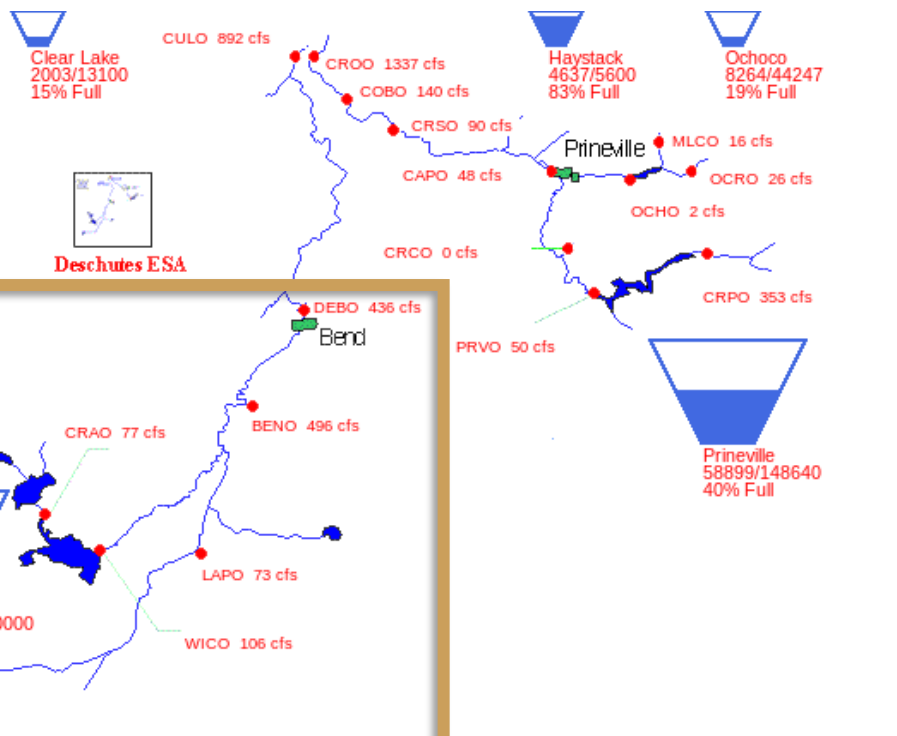 CULO 892 cfs
Clear Lake
2003/13100
15% Full
CROO 1337 cfs
Haystack
4637/5600
83% Full
Ochoco
8264/44247
19% Full
COBO 140 cfs
CRSO 90 cfs
Prineville
MLCO 16 cfs
CAPO 48 cfs
OCRO 26 cfs
OCHO 2 cfs
CRCO 0 cfs
Deschutes ESA
CRPO 353 cfs
DEBO 436 cfs
Bend
PRVO 50 cfs
BENO 496 cfs
CRAO 77 cfs
Prineville
58899/148640
40% Full
LAPO 73 cfs
0000
WICO 106 cfs